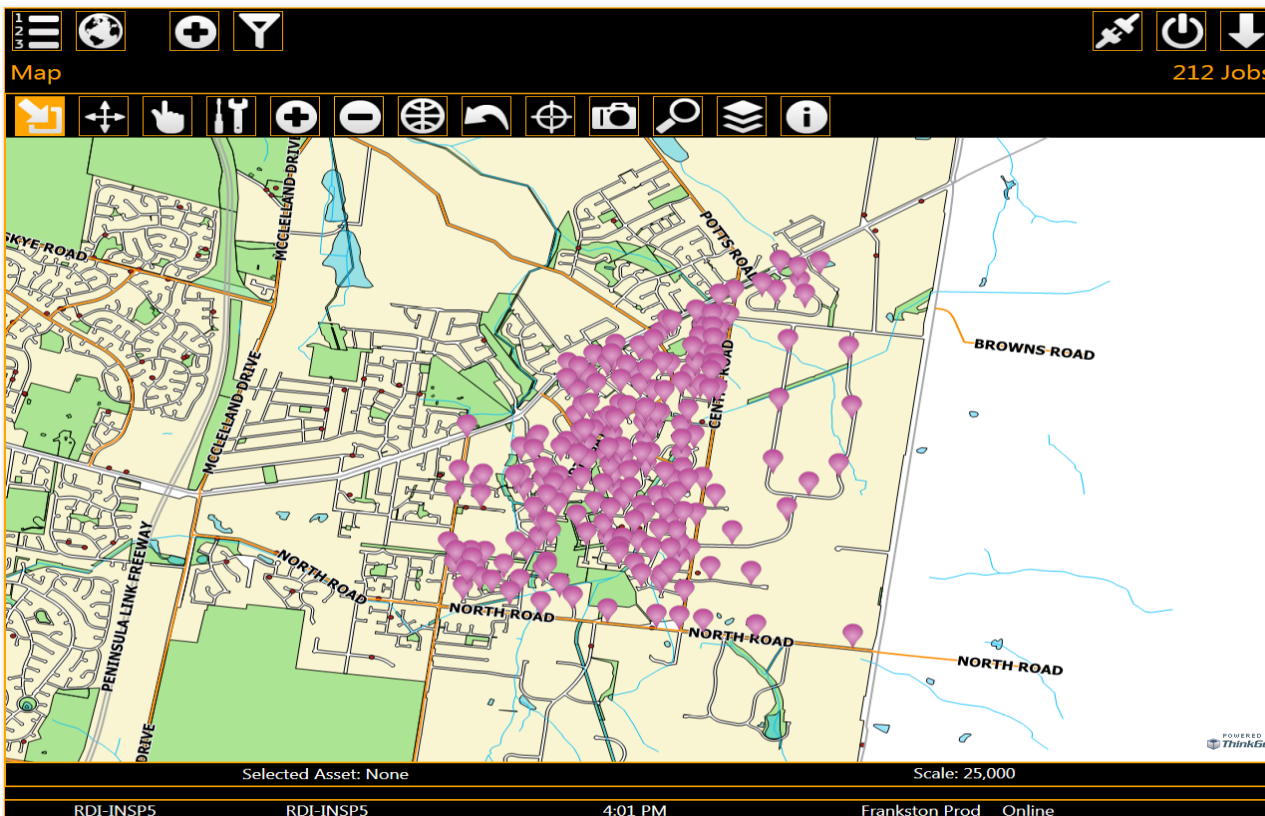 1
2
3
Map
212 Jobs
MCCLELLAND DRIVE
SKYE ROAD
POTTS ROAD
BROWNS ROAD
MCCLELLAND DRIVE
PENINSULA LINK FREEWAY
NORTH ROAD
NORTH ROAD
NORTH ROAD
NORTH ROAD
DRIVE
ROAD
POWERED
Selected Asset: None
Scale: 25,000
RDI-INSP5
RDI-INSP5
4:01 PM
Frankston Prod
Online